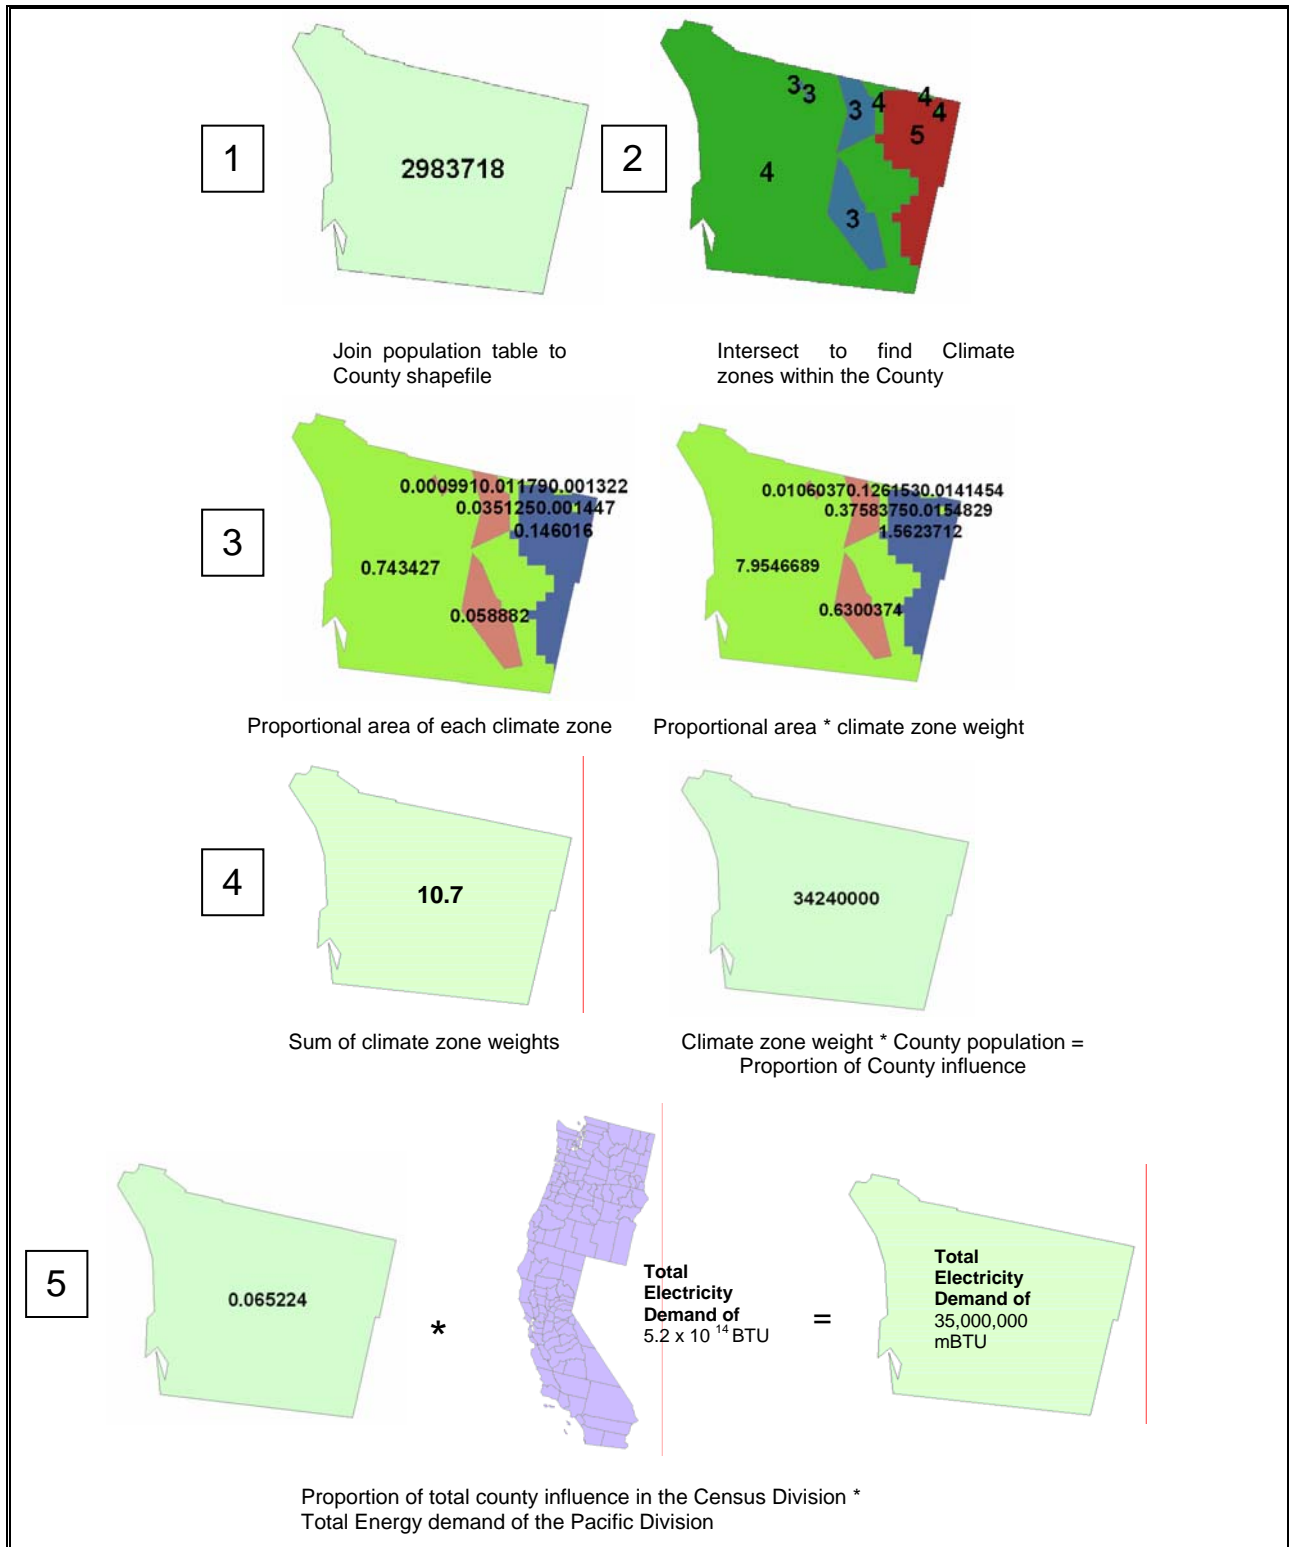 1
2983718
2
3
3
3
4
4
4
5
4
3
Join population table to
County shapefile
Intersect to find Climate
zones within the County
3
0.0009910.011790.001322
0.0351250.001447
0.146016
0.743427
0.058882
0.01060370.1261530.0141454
0.37583750.0154829
1.5623712
7.9546689
0.6300374
Proportional area of each climate zone
Proportional area * climate zone weight
4
10.7
34240000
Sum of climate zone weights
Climate zone weight * County population =
Proportion of County influence
5
0.065224
*
Total
Electricity
Demand of
5.2 x 10 14 BTU
=
Total
Electricity
Demand of
35,000,000
mBTU
Proportion of total county influence in the Census Division *
Total Energy demand of the Pacific Division